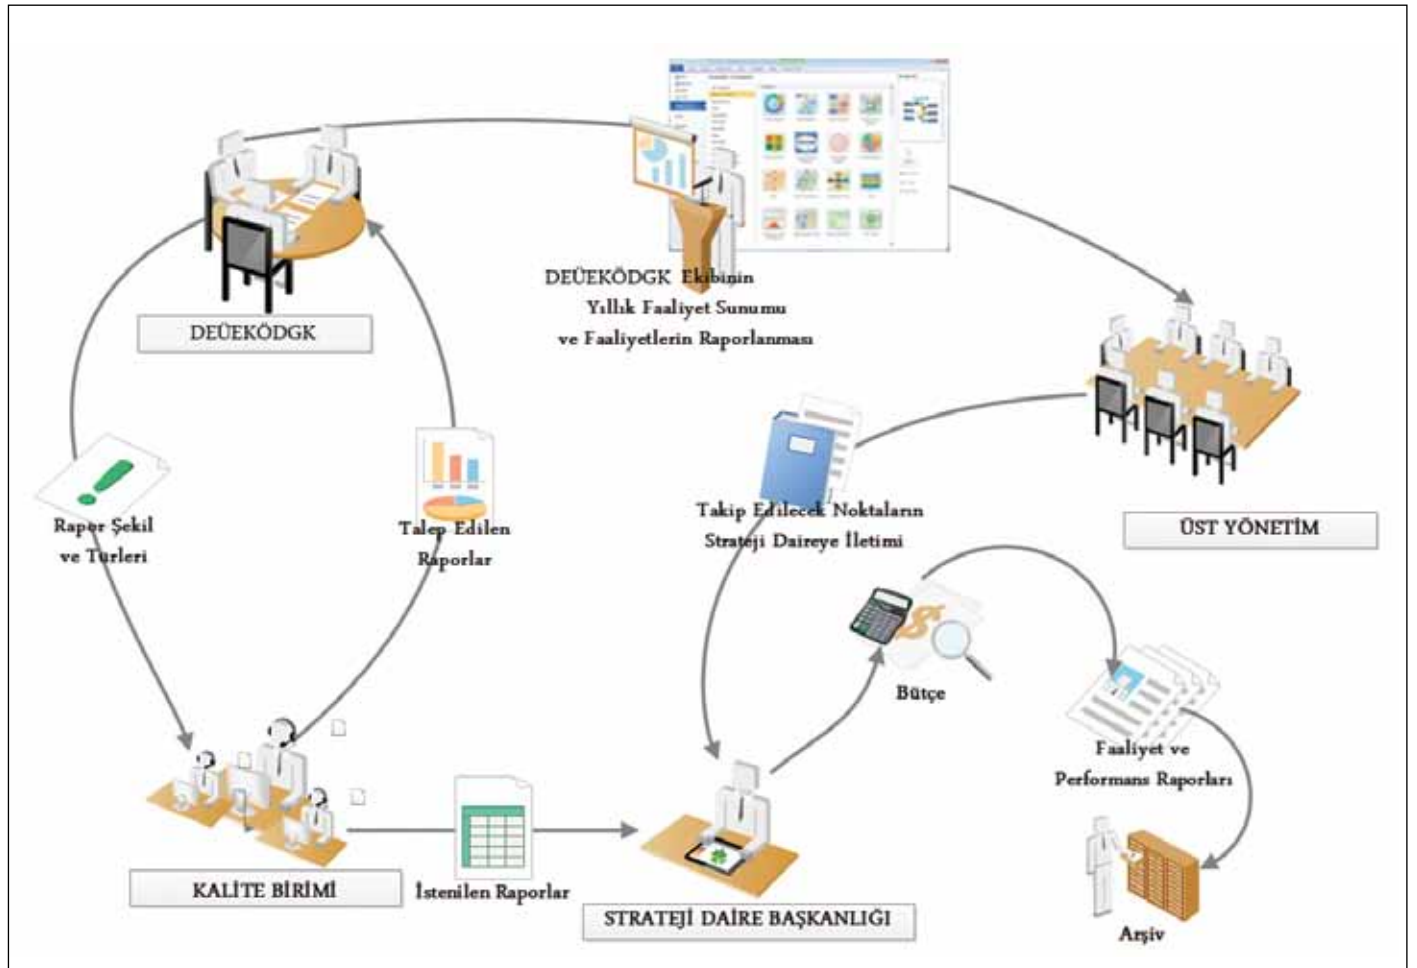 DEÜEKÖDGK
DEÜEKÖDGK Ekibinin
Yıllık Faaliyet Sunumu
ve Faaliyetlerin Raporlanması
Rapor Şekil
ve Türleri
Talep Edilen
Raporlar
Takip Edilecek Noktaların
Strateji Daireye İletimi
ÜST YÖNETİM
Bütçe
Faaliyet ve
Performans Raporları
KALİTE BİRİMİ
İstenilen Raporlar
STRATEJİ DAİRE BAŞKANLIĞI
Arşiv